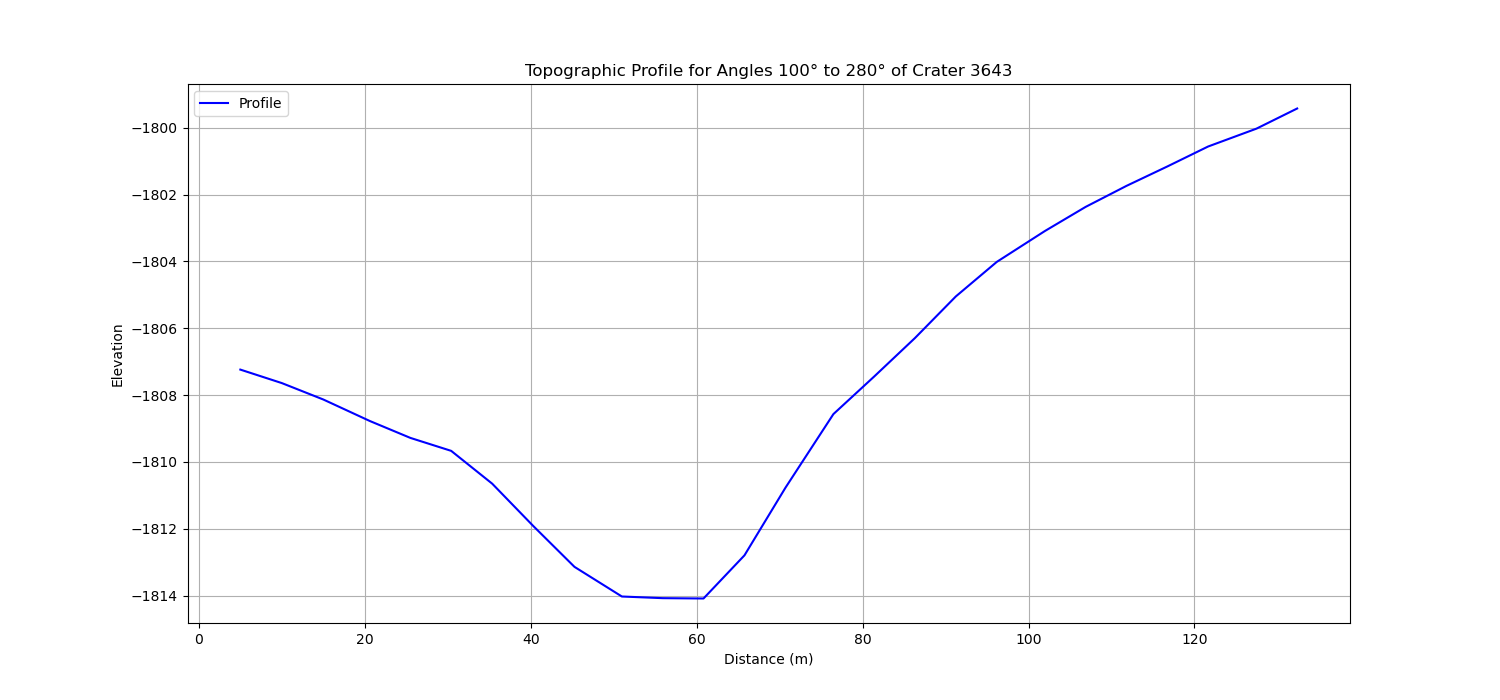 Topographic Profile for Angles 100° to 280° of Crater 3643
Profile
−1800
−1802
−1804
−1806
−1808
−1810
−1812
−1814
Elevation
0 20 40 60 80 100 120
Distance (m)